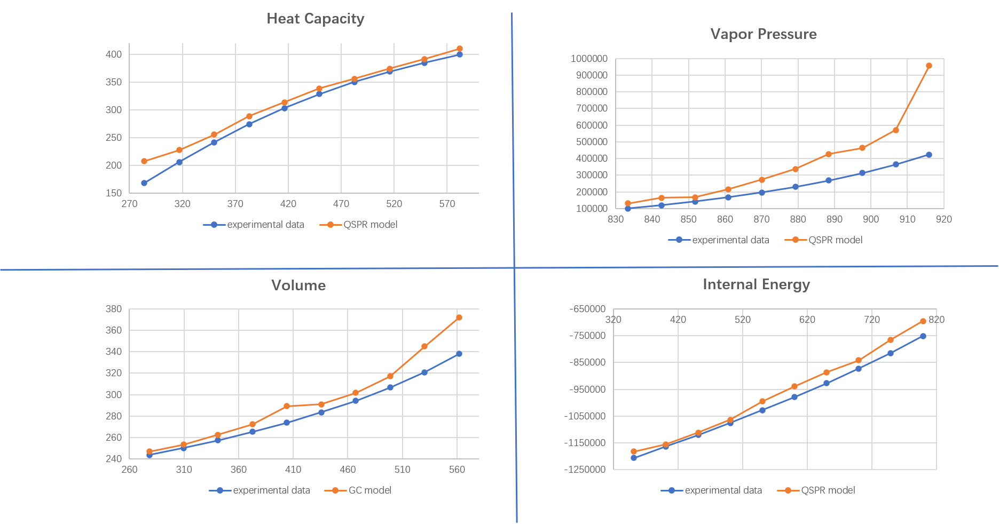 Heat Capacity
400
350
300
250
200
150
270 320 370 420 470 520 570
experimental data QSPR model
Vapor Pressure
1000000
900000
800000
700000
600000
500000
400000
300000
200000
100000
830 840 850 860 870 880 890 900 910 920
experimental data QSPR model
Volume
380
360
340
320
300
280
260
240
260 310 360 410 460 510 560
experimental data GC model
Internal Energy
-650000
320 420 520 620 720 820
-750000
-850000
-950000
-1050000
-1150000
-1250000
experimental data QSPR model